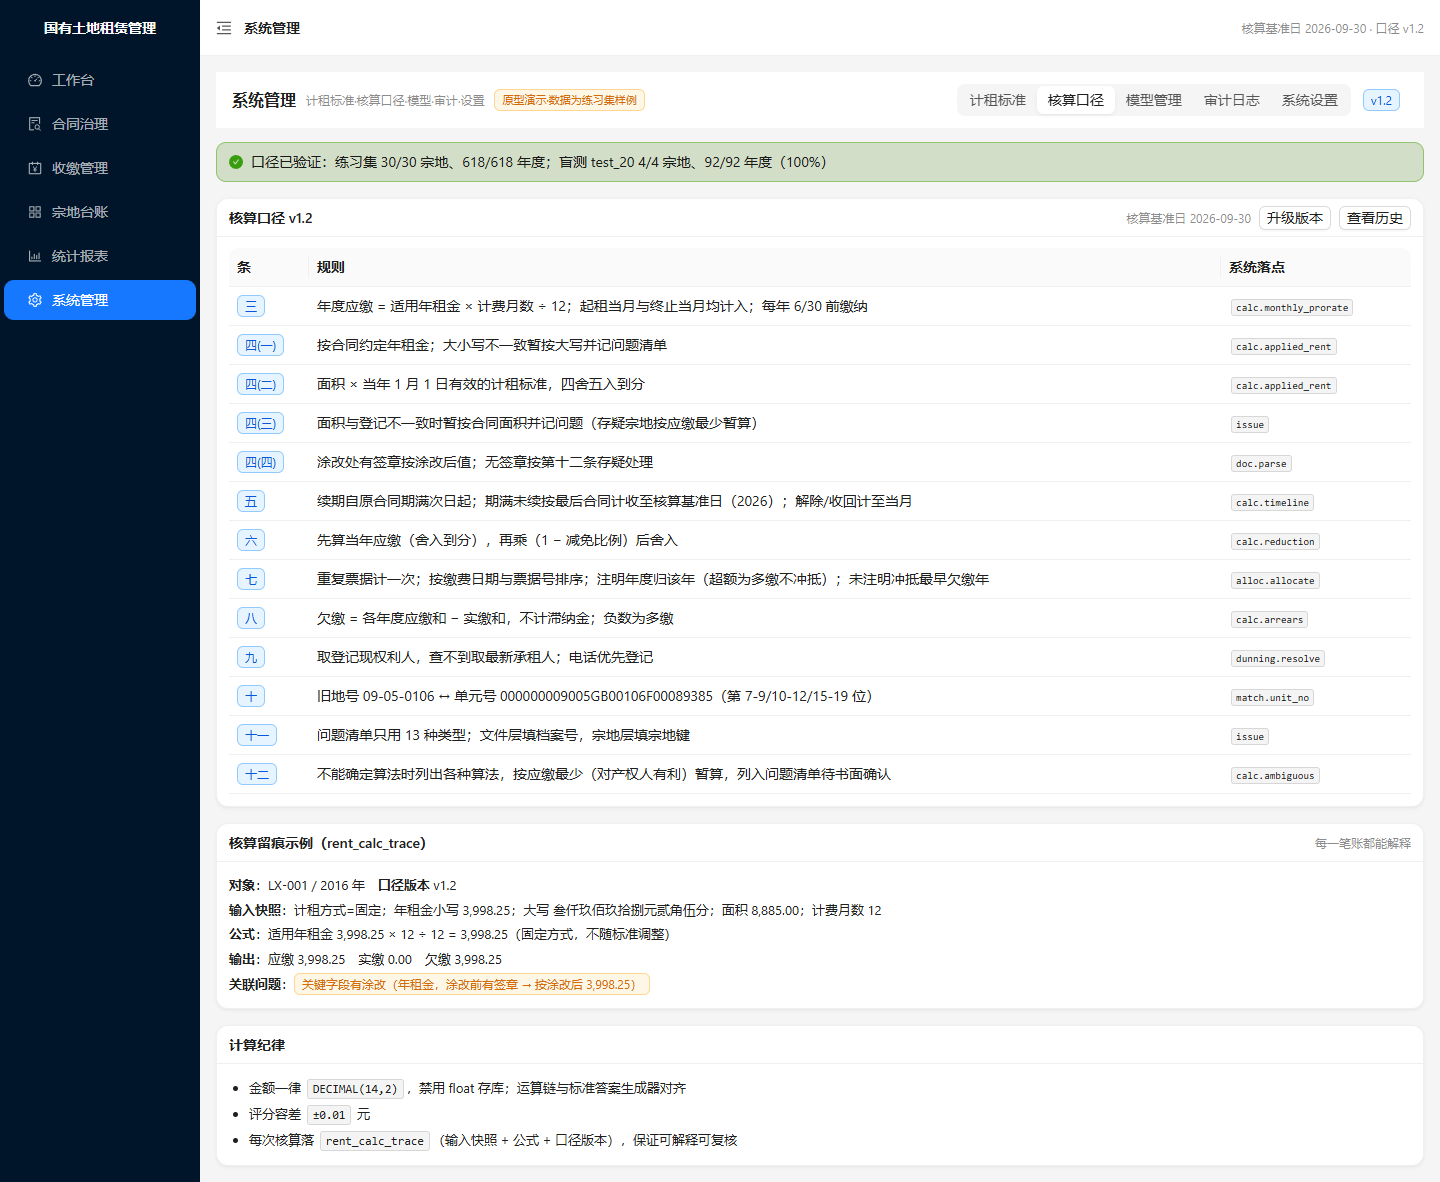 国有土地租赁管理
工作台
合同治理
收缴管理
宗地台账
统计报表
系统管理
系统管理
核算基准日 2026-09-30 · 口径 v1.2
系统管理 计租标准·核算口径·模型·审计·设置 原型演示·数据为练习集样例
计租标准 核算口径 模型管理 审计日志 系统设置 v1.2
口径已验证：练习集 30/30 宗地、618/618 年度；盲测 test_20 4/4 宗地、92/92 年度（100%）
核算口径 v1.2
核算基准日 2026-09-30 升级版本 查看历史
条 规则 系统落点
三 年度应缴 = 适用年租金 × 计费月数 ÷ 12；起租当月与终止当月均计入；每年 6/30 前缴纳 calc.monthly_prorate
四(一) 按合同约定年租金；大小写不一致暂按大写并记问题清单 calc.applied_rent
四(二) 面积 × 当年 1 月 1 日有效的计租标准，四舍五入到分 calc.applied_rent
四(三) 面积与登记不一致时暂按合同面积并记问题（存疑宗地按应缴最少暂算） issue
四(四) 涂改处有签章按涂改后值；无签章按第十二条存疑处理 doc.parse
五 续期自原合同期满次日起；期满未续按最后合同计收至核算基准日（2026）；解除/收回计至当月 calc.timeline
六 先算当年应缴（舍入到分），再乘（1 − 减免比例）后舍入 calc.reduction
七 重复票据计一次；按缴费日期与票据号排序；注明年度归该年（超额为多缴不冲抵）；未注明冲抵最早欠缴年 alloc.allocate
八 欠缴 = 各年度应缴和 − 实缴和，不计滞纳金；负数为多缴 calc.arrears
九 取登记现权利人，查不到取最新承租人；电话优先登记 dunning.resolve
十 旧地号 09-05-0106 ↔ 单元号 000000009005GB00106F00089385（第 7-9/10-12/15-19 位） match.unit_no
十一 问题清单只用 13 种类型；文件层填档案号，宗地层填宗地键 issue
十二 不能确定算法时列出各种算法，按应缴最少（对产权人有利）暂算，列入问题清单待书面确认 calc.ambiguous
核算留痕示例（rent_calc_trace）
每一笔账都能解释
对象：LX-001 / 2016 年 口径版本 v1.2
输入快照：计租方式=固定；年租金小写 3,998.25；大写 叁仟玖佰玖拾捌元贰角伍分；面积 8,885.00；计费月数 12
公式：适用年租金 3,998.25 × 12 ÷ 12 = 3,998.25（固定方式，不随标准调整）
输出：应缴 3,998.25 实缴 0.00 欠缴 3,998.25
关联问题：关键字段有涂改（年租金，涂改前有签章 → 按涂改后 3,998.25）
计算纪律
金额一律 DECIMAL(14,2)，禁用 float 存库；运算链与标准答案生成器对齐
评分容差 ±0.01 元
每次核算落 rent_calc_trace（输入快照 + 公式 + 口径版本），保证可解释可复核